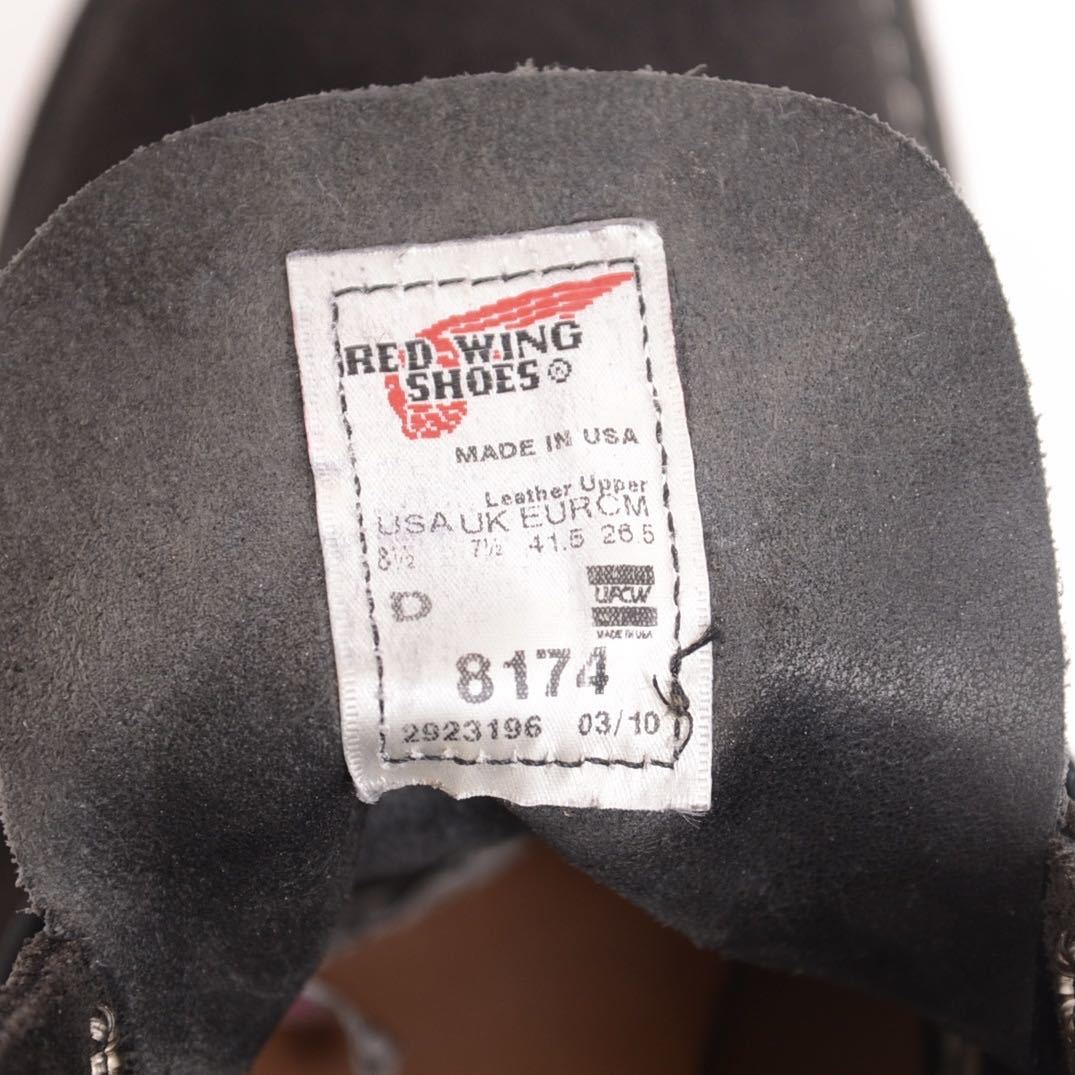 RED WING
SHOES®
MADE IN USA
Leather Upper
USA UK EUR CM
8½ 7½ 41.5 26.5
D
UFCW
MADE IN USA
8174
2923196 03/10